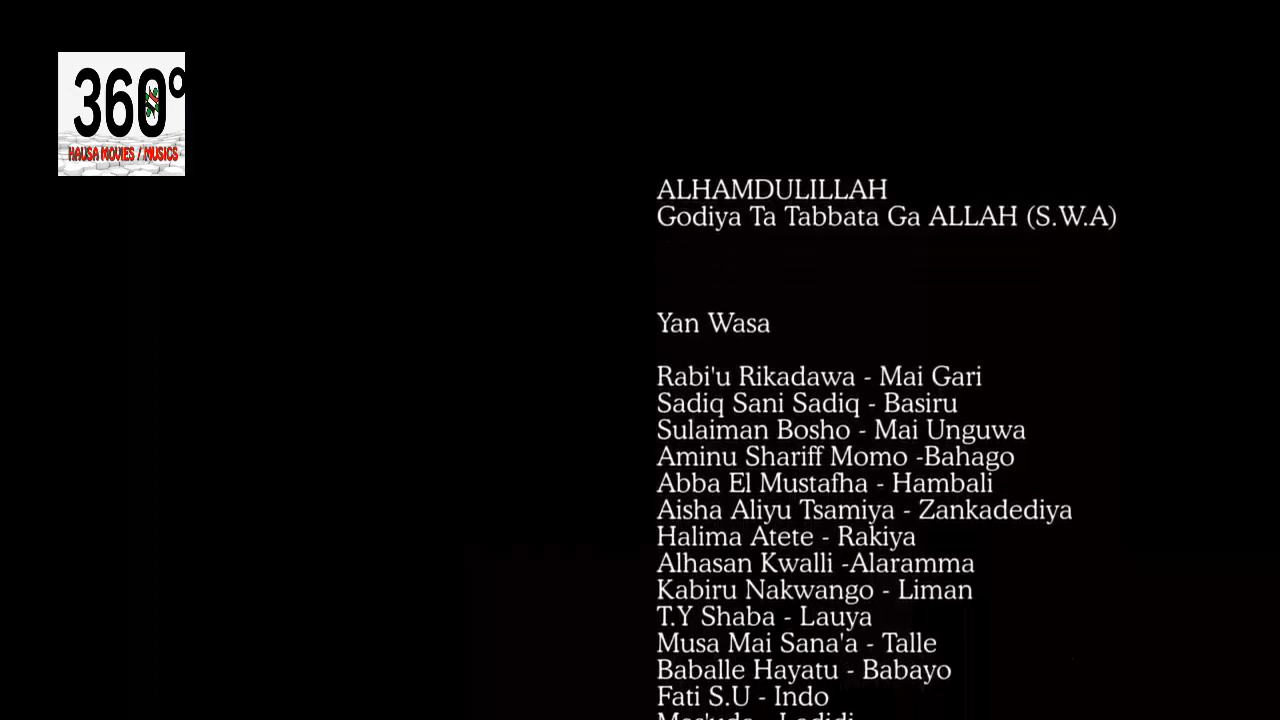 360°
HAUSA MOVIES / MUSICS
ALHAMDULILLAH
Godiya Ta Tabbata Ga ALLAH (S.W.A)
Yan Wasa
Rabi'u Rikadawa - Mai Gari
Sadiq Sani Sadiq - Basiru
Sulaiman Bosho - Mai Unguwa
Aminu Shariff Momo -Bahago
Abba El Mustafha - Hambali
Aisha Aliyu Tsamiya - Zankadediya
Halima Atete - Rakiya
Alhasan Kwalli -Alaramma
Kabiru Nakwango - Liman
T.Y Shaba - Lauya
Musa Mai Sana'a - Talle
Baballe Hayatu - Babayo
Fati S.U - Indo